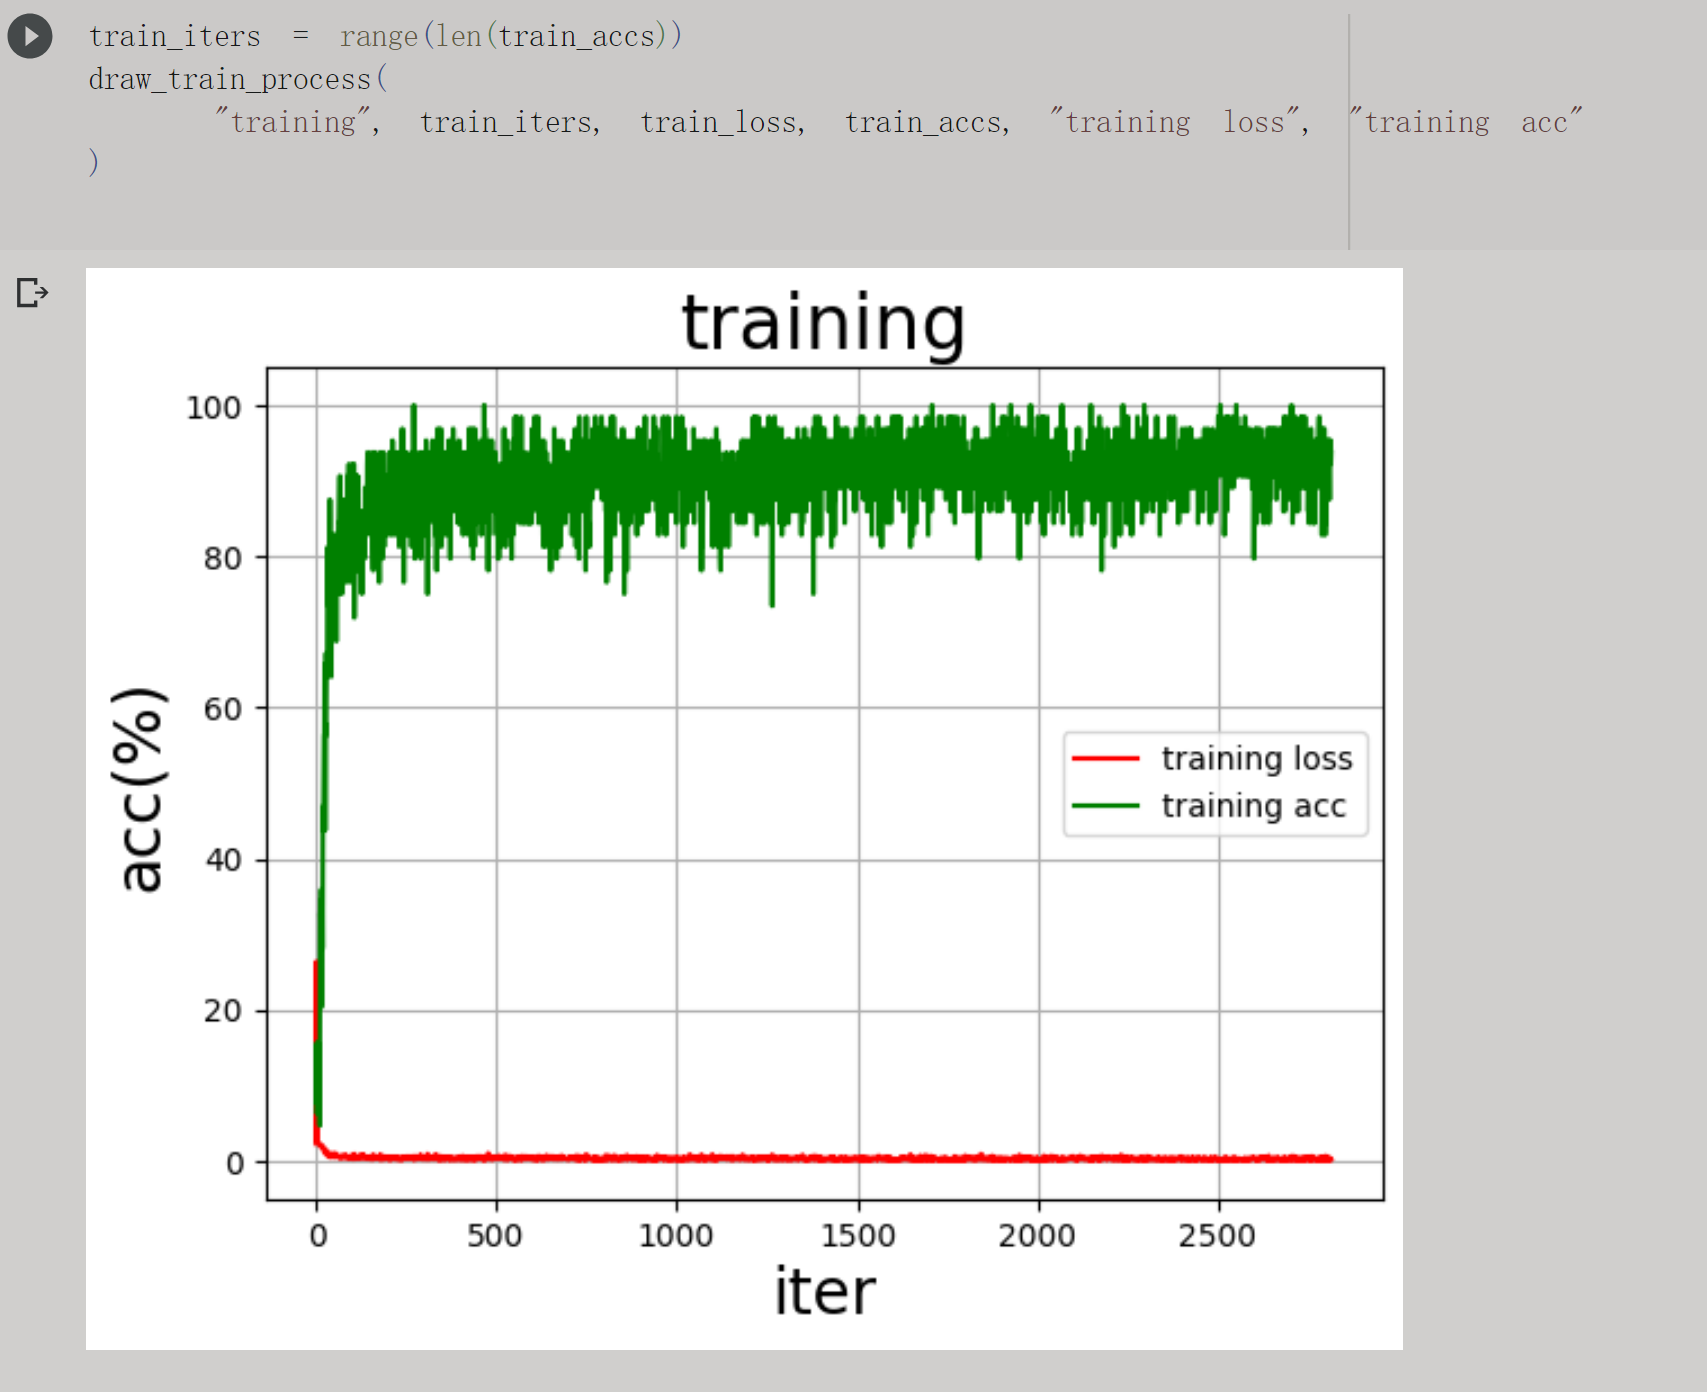 train_iters = range(len(train_accs))
draw_train_process(
"training", train_iters, train_loss, train_accs, "training loss", "training acc"
)
training
100
80
60
40
20
0
acc(%)
training loss
training acc
0 500 1000 1500 2000 2500
iter